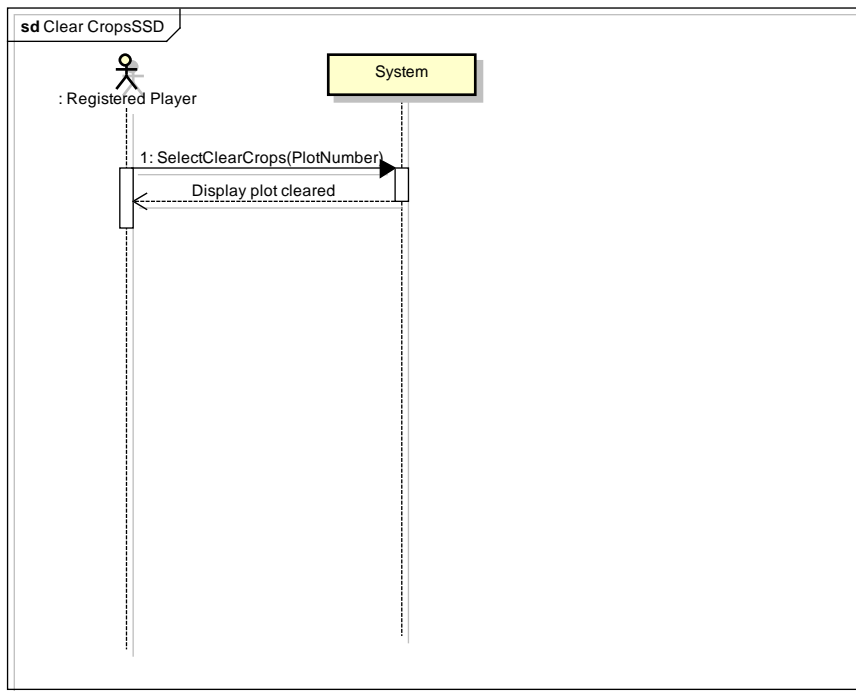 sd Clear CropsSSD
: Registered Player
System
1: SelectClearCrops(PlotNumber)
Display plot cleared